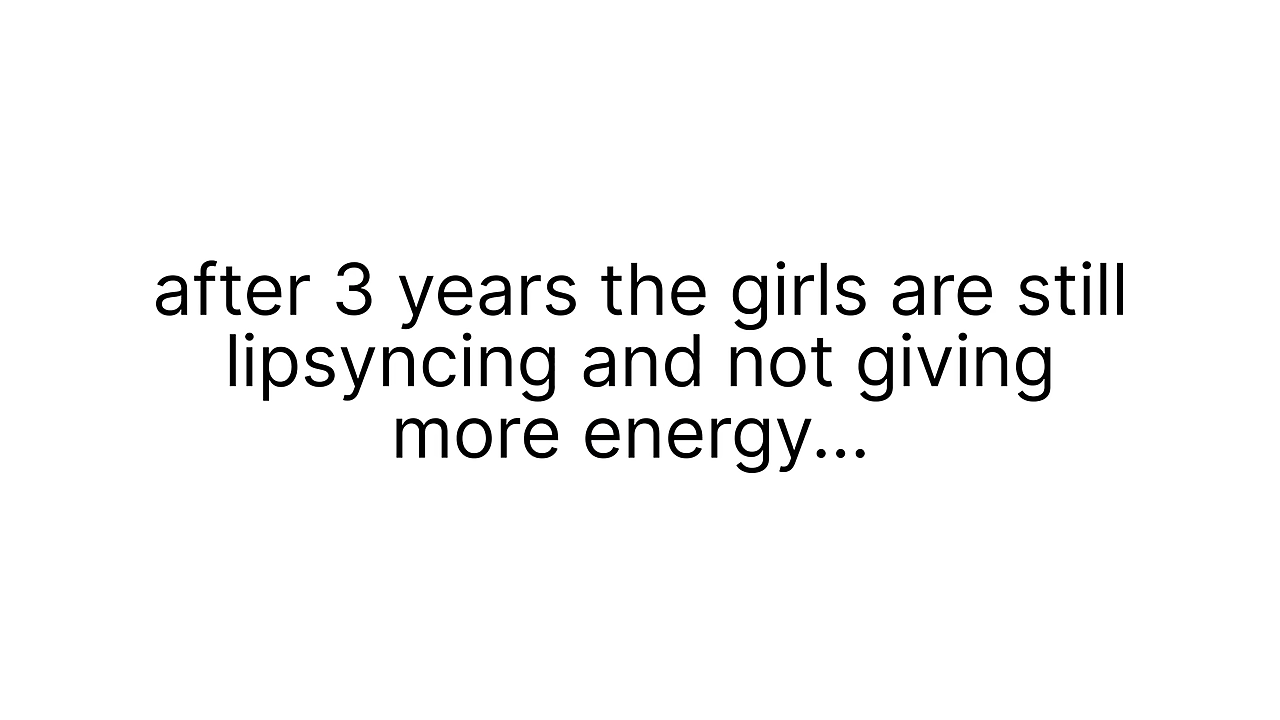 after 3 years the girls are still
lipsyncing and not giving
more energy...